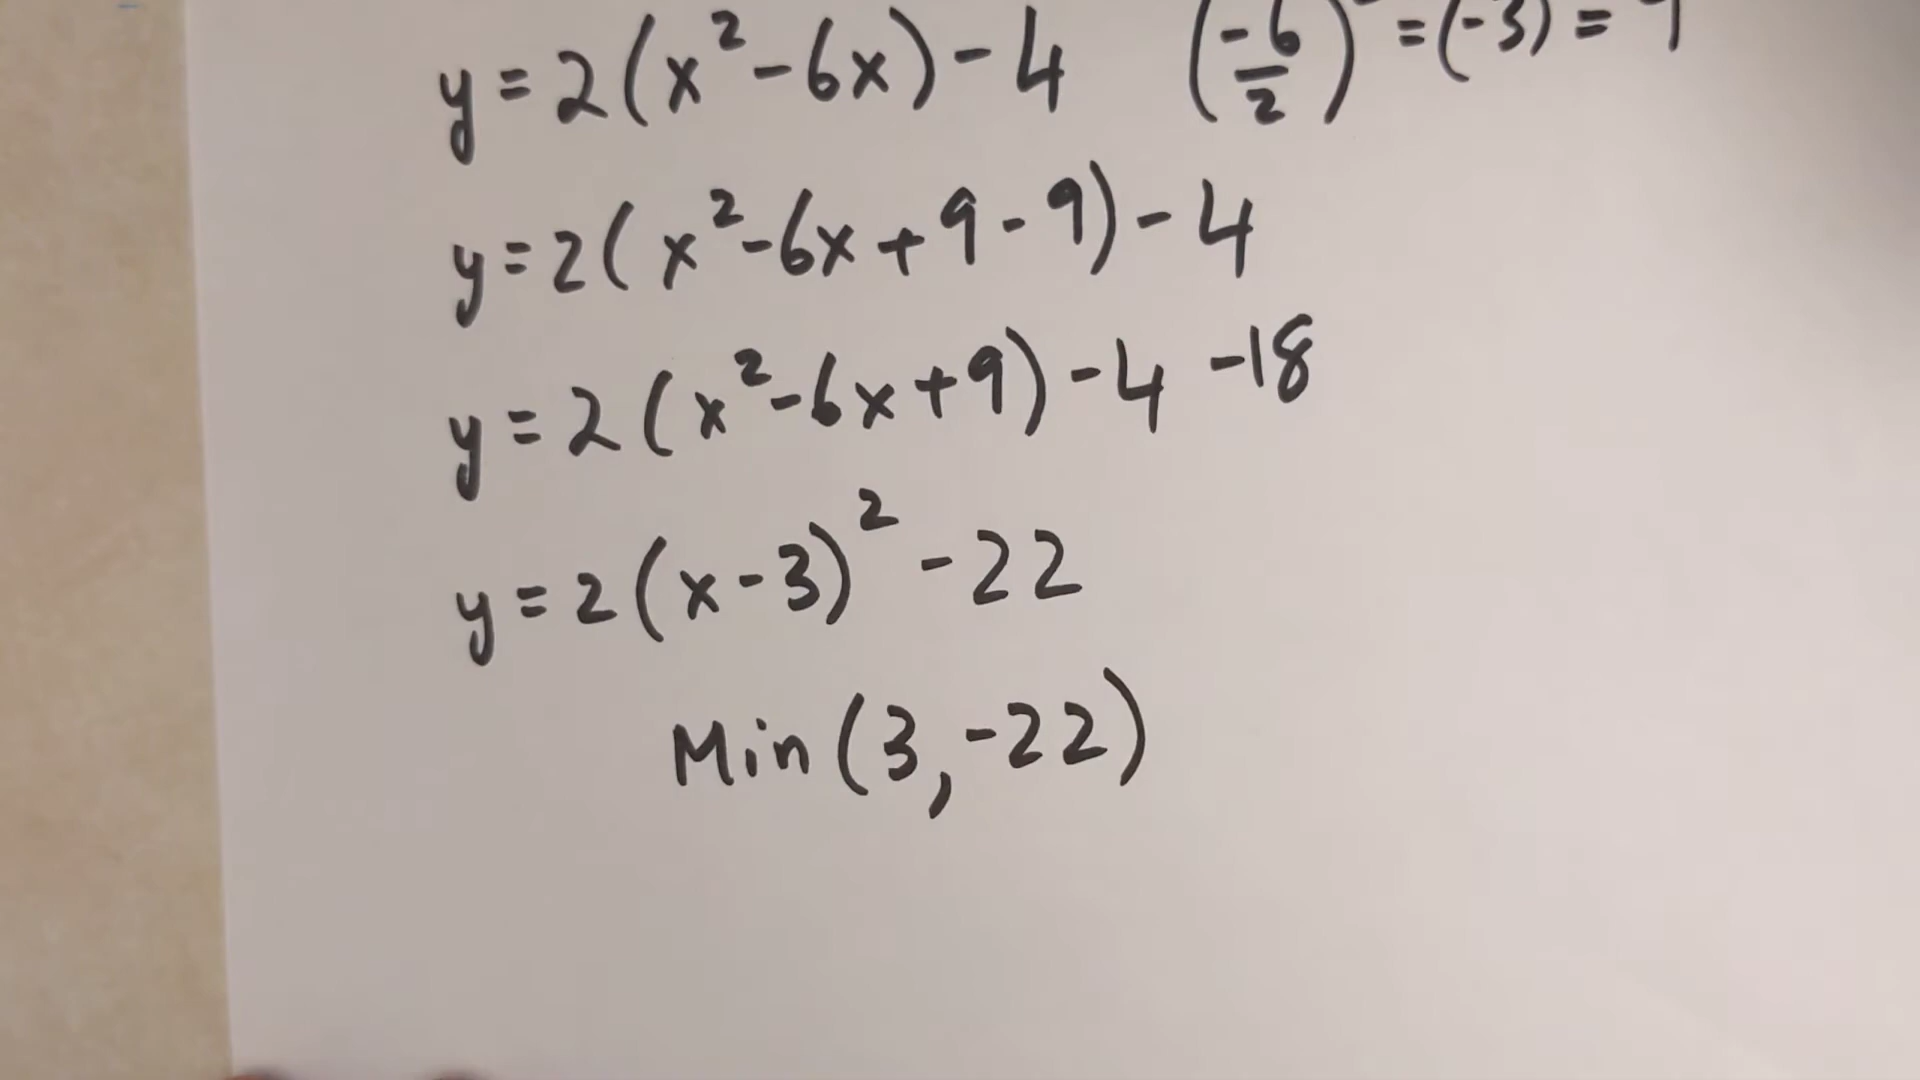 y = 2(x² - 6x) - 4    (-6/2)² = (-3) = 9
y = 2(x² - 6x + 9 - 9) - 4
y = 2(x² - 6x + 9) - 4 - 18
y = 2(x - 3)² - 22
Min (3, -22)